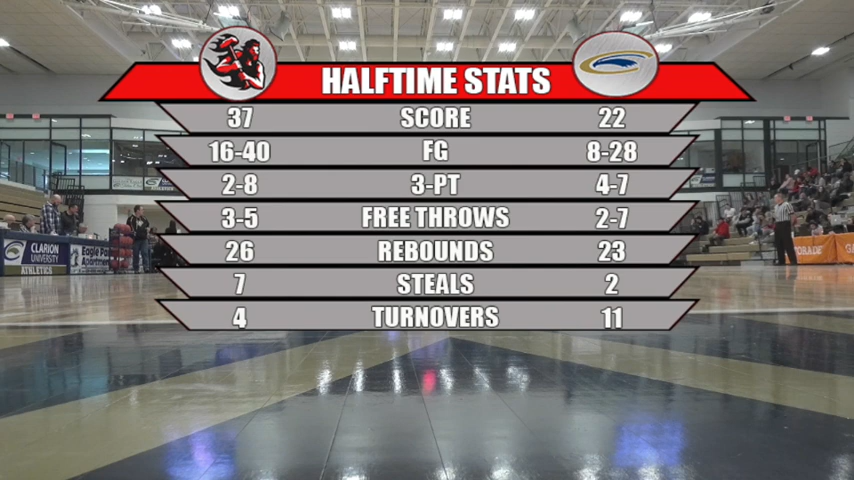 HALFTIME STATS
37 SCORE 22
16-40 FG 8-28
2-8 3-PT 4-7
3-5 FREE THROWS 2-7
26 REBOUNDS 23
7 STEALS 2
4 TURNOVERS 11
CLARION
UNIVERSITY
ATHLETICS
Eagle